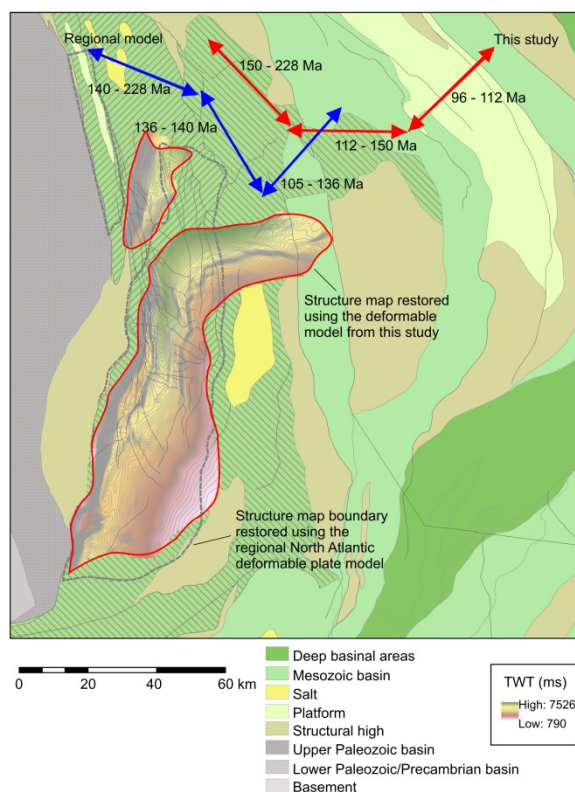 Regional model
This study
150 - 228 Ma
140 - 228 Ma
96 - 112 Ma
136 - 140 Ma
112 - 150 Ma
105 - 136 Ma
Structure map restored
using the deformable
model from this study
Structure map boundary
restored using the
regional North Atlantic
deformable plate model
0 20 40 60 km
Deep basinal areas
Mesozoic basin
Salt
Platform
Structural high
Upper Paleozoic basin
Lower Paleozoic/Precambrian basin
Basement
TWT (ms)
High: 7526
Low: 790